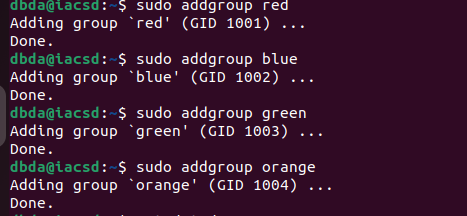 dbda@iacsd:~$ sudo addgroup red
Adding group `red' (GID 1001) ...
Done.
dbda@iacsd:~$ sudo addgroup blue
Adding group `blue' (GID 1002) ...
Done.
dbda@iacsd:~$ sudo addgroup green
Adding group `green' (GID 1003) ...
Done.
dbda@iacsd:~$ sudo addgroup orange
Adding group `orange' (GID 1004) ...
Done.